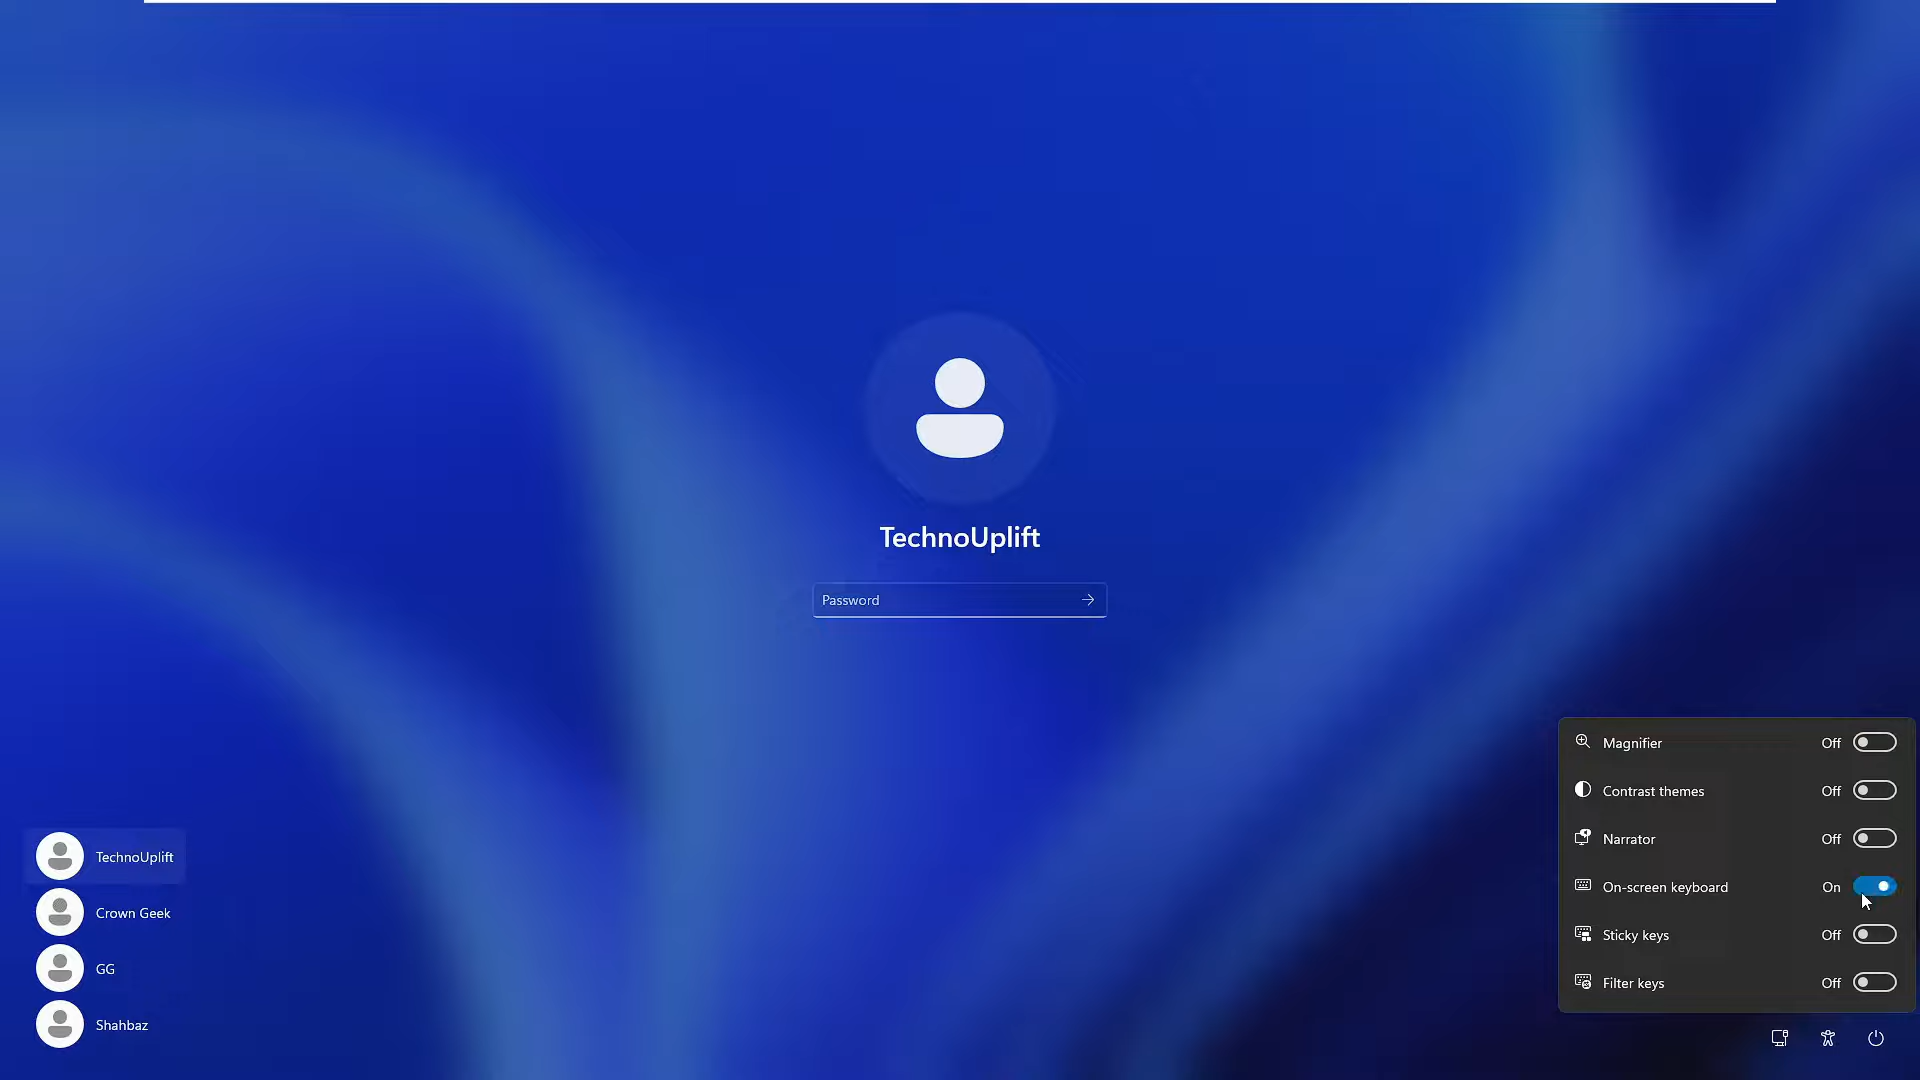 TechnoUplift
Password
TechnoUplift
Crown Geek
GG
Shahbaz
Magnifier Off
Contrast themes Off
Narrator Off
On-screen keyboard On
Sticky keys Off
Filter keys Off